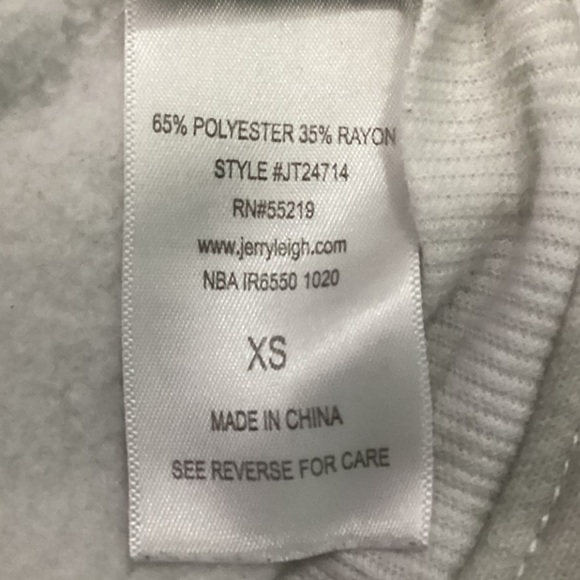 65% POLYESTER 35% RAYON
STYLE #JT24714
RN#55219
www.jerryleigh.com
NBA IR6550 1020
XS
MADE IN CHINA
SEE REVERSE FOR CARE